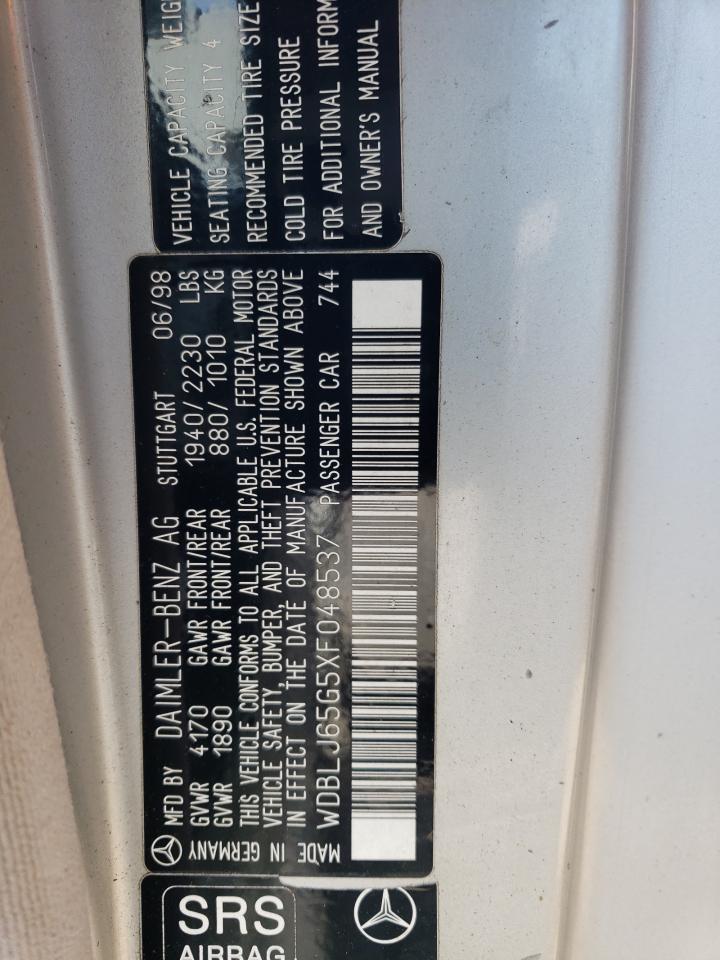 VEHICLE CAPACITY
SEATING CAPACITY 4
RECOMMENDED TIRE SIZE
COLD TIRE PRESSURE
FOR ADDITIONAL
AND OWNER'S MANUAL
MFD BY DAIMLER-BENZ AG STUTTGART 06/98
GVWR 4170 GAWR FRONT/REAR 1940/2230 LBS
GVWR 1890 GAWR FRONT/REAR 880/1010 KG
THIS VEHICLE CONFORMS TO ALL APPLICABLE U.S. FEDERAL MOTOR
VEHICLE SAFETY, BUMPER, AND THEFT PREVENTION STANDARDS
IN EFFECT ON THE DATE OF MANUFACTURE SHOWN ABOVE
WDBLJ65G5XF048537 PASSENGER CAR 744
MADE IN GERMANY
SRS
AIRBAG